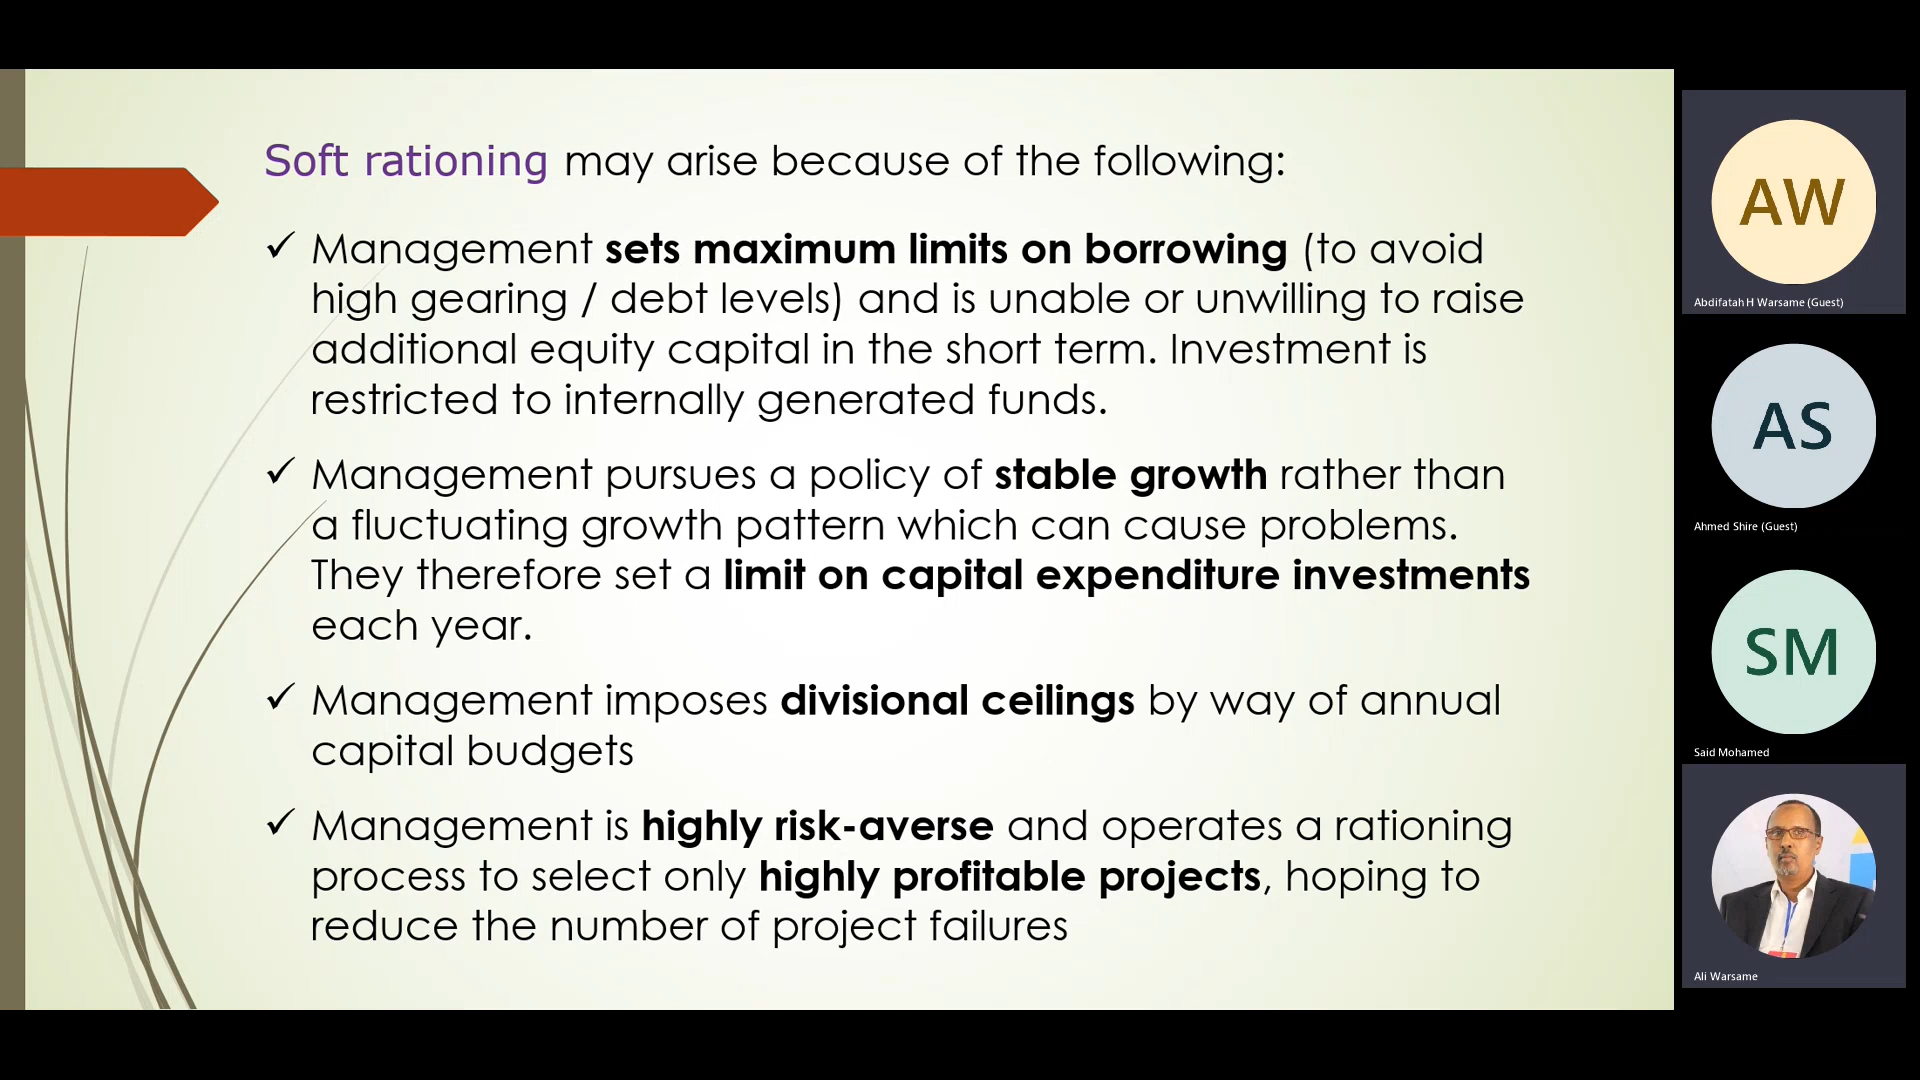 Soft rationing may arise because of the following:
✓ Management sets maximum limits on borrowing (to avoid
high gearing / debt levels) and is unable or unwilling to raise
additional equity capital in the short term. Investment is
restricted to internally generated funds.
✓ Management pursues a policy of stable growth rather than
a fluctuating growth pattern which can cause problems.
They therefore set a limit on capital expenditure investments
each year.
✓ Management imposes divisional ceilings by way of annual
capital budgets
✓ Management is highly risk-averse and operates a rationing
process to select only highly profitable projects, hoping to
reduce the number of project failures
AW
Abdifatah H Warsame (Guest)
AS
Ahmed Shire (Guest)
SM
Said Mohamed
Ali Warsame